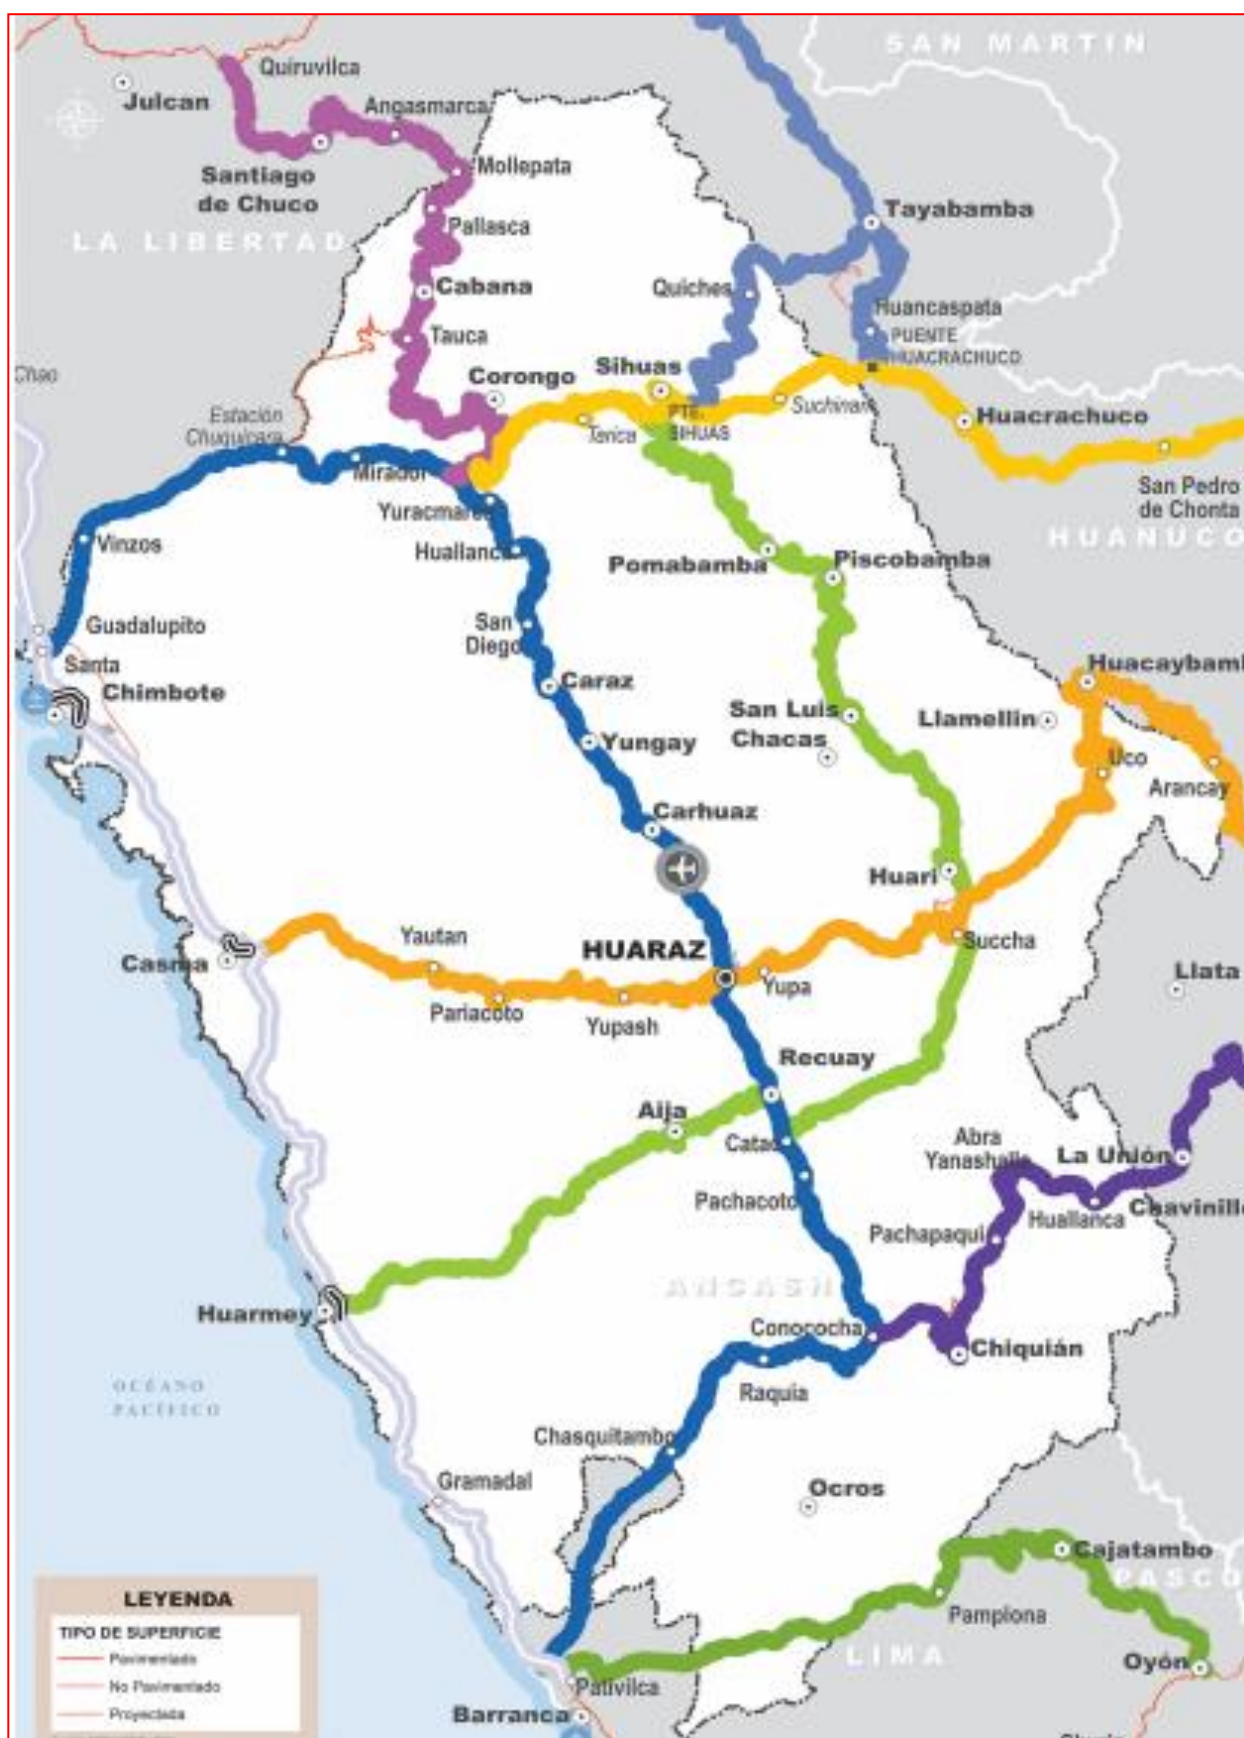 SAN MARTIN
Quiruvilca
Julcan
Angasmarca
Santiago
de Chuco
Mollepata
Pallasca
LA LIBERTAD
Tayabamba
Cabana
Quiches
Huancaspata
PUENTE
HUACRACHUCO
Tauca
Chao
Corongo
Sihuas
PTE.
SIHUAS
Tarica
Huacrachuco
Estación
Chuquicara
Mirador
San Pedro
de Chonta
HUANUCO
Huallanca
Vinzos
Pomabamba
Piscobamba
Guadalupito
Santa
Chimbote
San
Diego
Caraz
Huacaybamb
San Luis
Chacas
Llamellin
Yungay
Uco
Arancay
Carhuaz
Huari
Yautan
HUARAZ
Succha
Casma
Llata
Pariacoto
Yupash
Yupa
Recuay
Aija
Catac
Abra
Yanashalla
La Unión
Pachacoto
Pachapaqui
Huallanca
Chavinillo
ANCASH
Huarmey
Conococha
Chiquián
Raquia
OCÉANO
PACÍFICO
Chasquitambo
Gramadal
Ocros
Cajatambo
PASCO
LEYENDA
TIPO DE SUPERFICIE
Pavimentado
No Pavimentado
Proyectada
Pamplona
LIMA
Oyón
Pativilca
Barranca